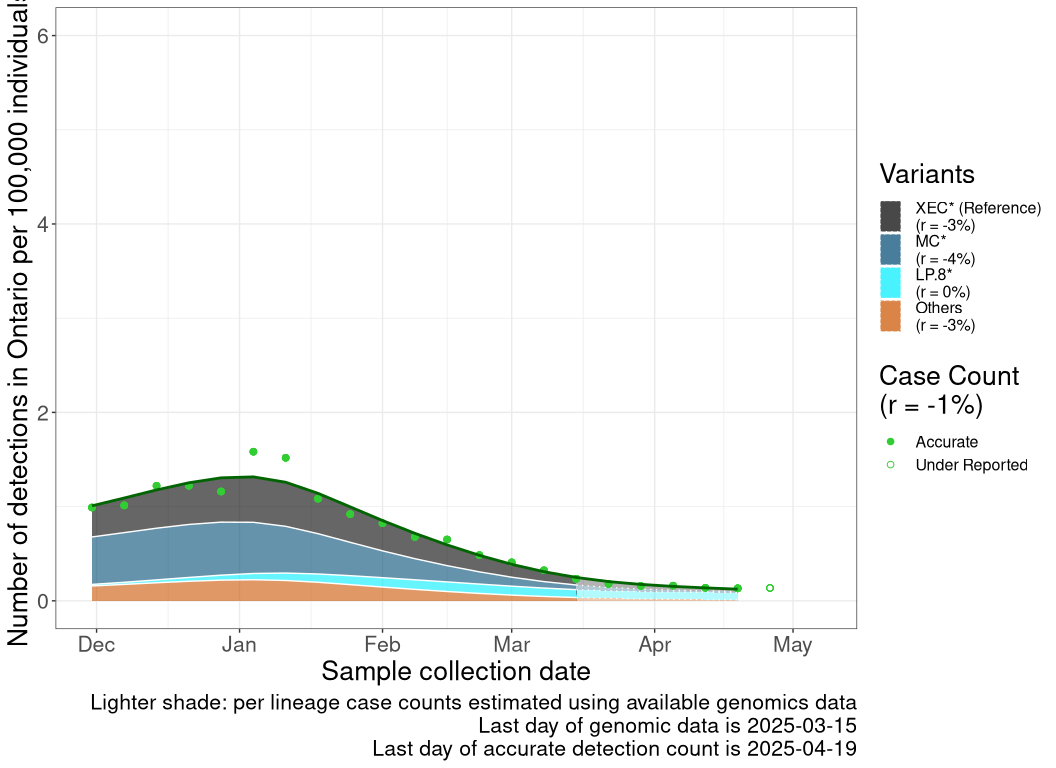 Number of detections in Ontario per 100,000 individuals
6
4
2
0
Dec Jan Feb Mar Apr May
Sample collection date
Lighter shade: per lineage case counts estimated using available genomics data
Last day of genomic data is 2025-03-15
Last day of accurate detection count is 2025-04-19
Variants
XEC* (Reference)
(r = -3%)
MC*
(r = -4%)
LP.8*
(r = 0%)
Others
(r = -3%)
Case Count
(r = -1%)
Accurate
Under Reported